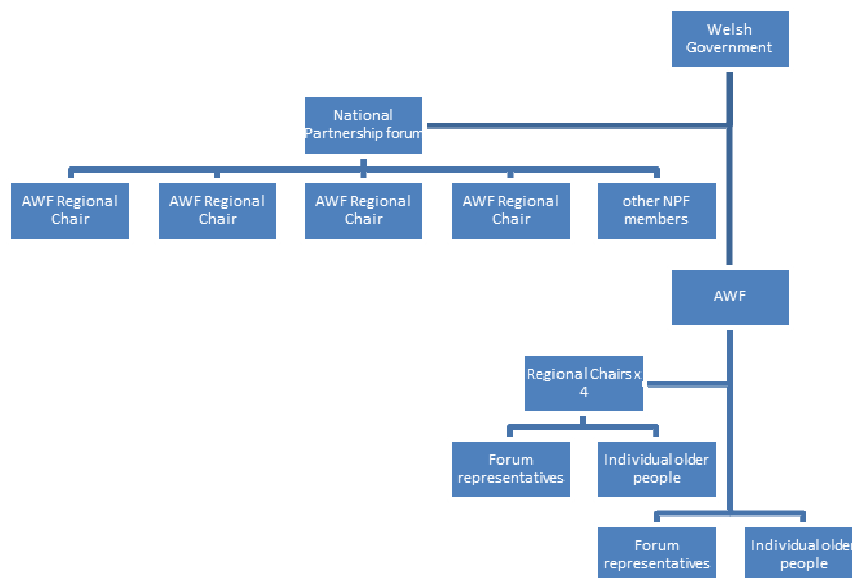 Welsh
Government
National
Partnership forum
AWF Regional
Chair
AWF Regional
Chair
AWF Regional
Chair
AWF Regional
Chair
other NPF
members
AWF
Regional Chairs x
4
Forum
representatives
Individual older
people
Forum
representatives
Individual older
people